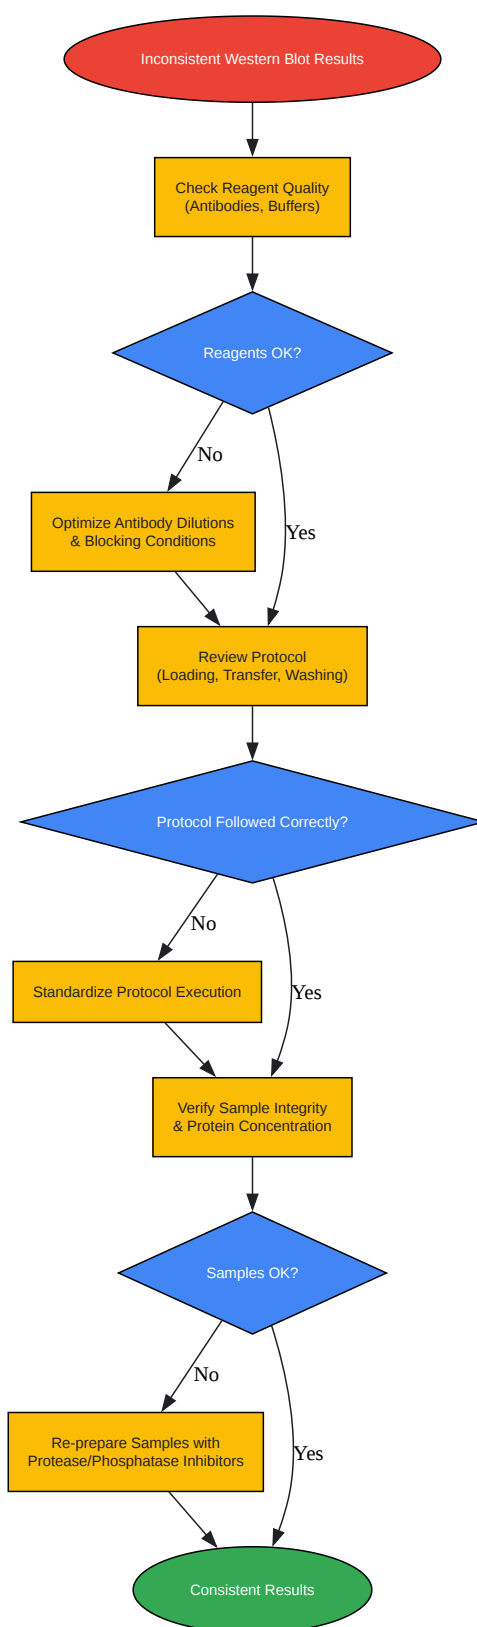 Inconsistent Western Blot Results
Check Reagent Quality
(Antibodies, Buffers)
Reagents OK?
No
Yes
Optimize Antibody Dilutions
& Blocking Conditions
Review Protocol
(Loading, Transfer, Washing)
Protocol Followed Correctly?
No
Yes
Standardize Protocol Execution
Verify Sample Integrity
& Protein Concentration
Samples OK?
No
Yes
Re-prepare Samples with
Protease/Phosphatase Inhibitors
Consistent Results